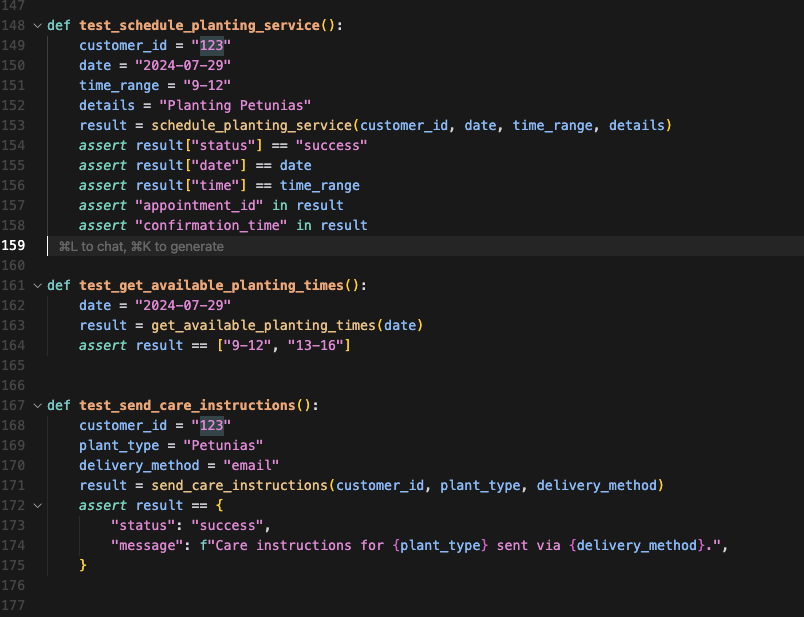 147
148 def test_schedule_planting_service():
149     customer_id = "123"
150     date = "2024-07-29"
151     time_range = "9-12"
152     details = "Planting Petunias"
153     result = schedule_planting_service(customer_id, date, time_range, details)
154     assert result["status"] == "success"
155     assert result["date"] == date
156     assert result["time"] == time_range
157     assert "appointment_id" in result
158     assert "confirmation_time" in result
159 ⌘L to chat, ⌘K to generate
160
161 def test_get_available_planting_times():
162     date = "2024-07-29"
163     result = get_available_planting_times(date)
164     assert result == ["9-12", "13-16"]
165
166
167 def test_send_care_instructions():
168     customer_id = "123"
169     plant_type = "Petunias"
170     delivery_method = "email"
171     result = send_care_instructions(customer_id, plant_type, delivery_method)
172     assert result == {
173         "status": "success",
174         "message": f"Care instructions for {plant_type} sent via {delivery_method}.",
175     }
176
177